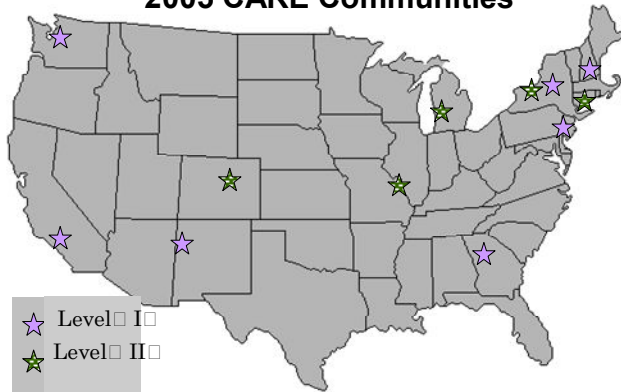 2005 CARE Communities
Level□ I□
Level□ II□